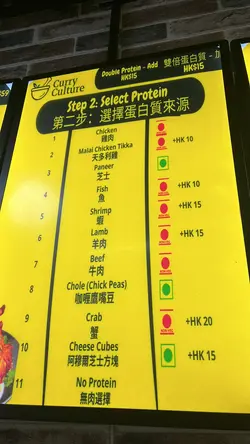 Curry
Culture
Double Protein - Add
HK$15
雙倍蛋白質 - 加
HK$15
Step 2: Select Protein
第二步：選擇蛋白質來源
1 Chicken
雞肉
2 Malai Chicken Tikka +HK 10
天多利雞
3 Paneer
芝士
4 Fish +HK 10
魚
5 Shrimp +HK 15
蝦
6 Lamb +HK 15
羊肉
7 Beef
牛肉
8 Chole (Chick Peas)
咖喱鷹嘴豆
9 Crab +HK 20
蟹
10 Cheese Cubes +HK 15
阿穆爾芝士方塊
11 No Protein
無肉選擇